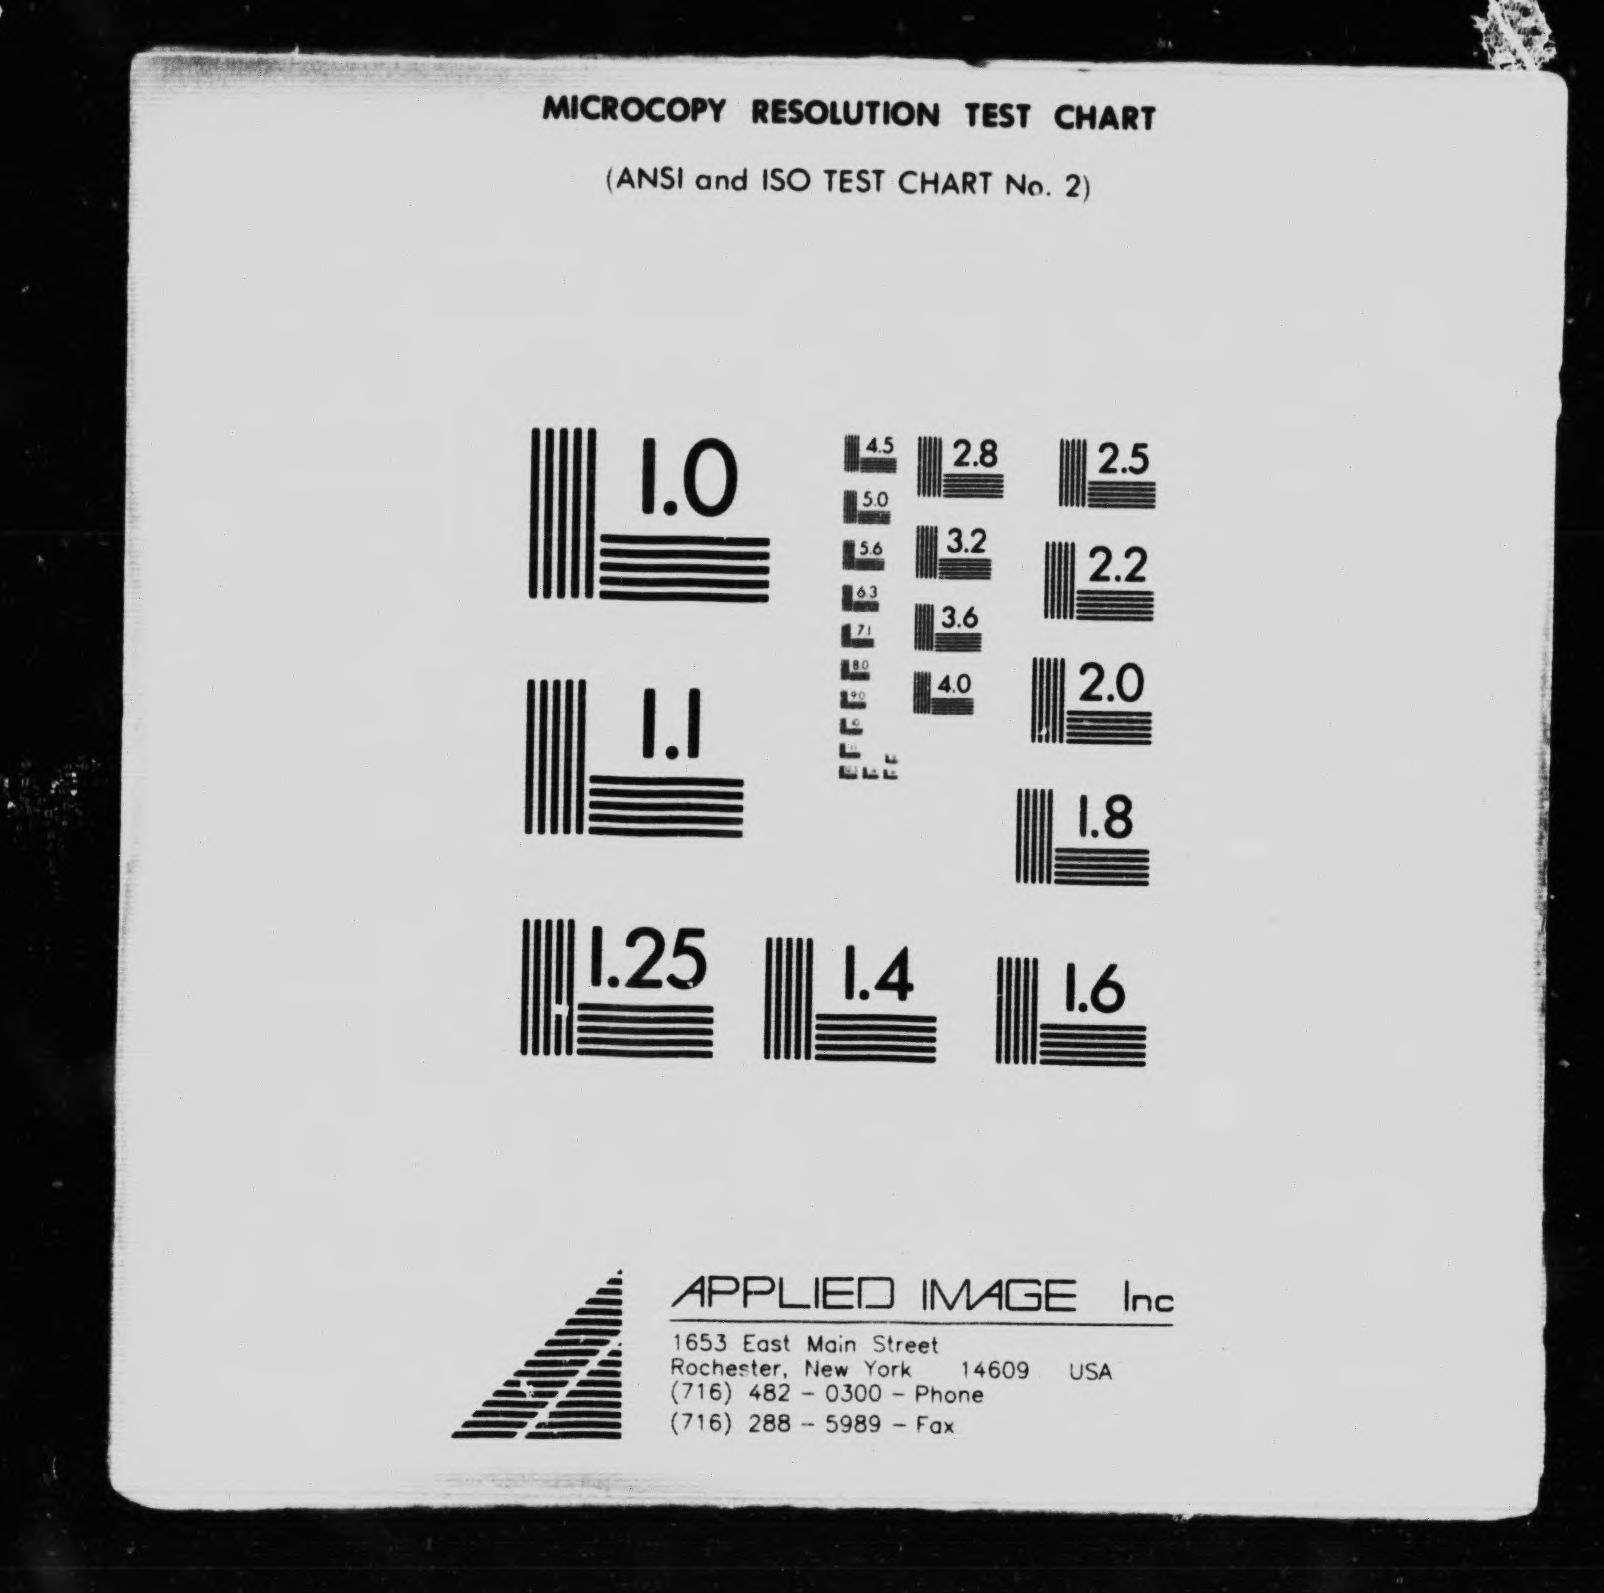 MICROCOPY RESOLUTION TEST CHART
(ANSI and ISO TEST CHART No. 2)
1.0
1.1
1.25
1.4
1.6
1.8
2.0
2.2
2.5
2.8
3.2
3.6
4.0
4.5
5.0
5.6
6.3
7.1
8.0
9.0
APPLIED IMAGE Inc
1653 East Main Street
Rochester, New York 14609 USA
(716) 482 - 0300 - Phone
(716) 288 - 5989 - Fax